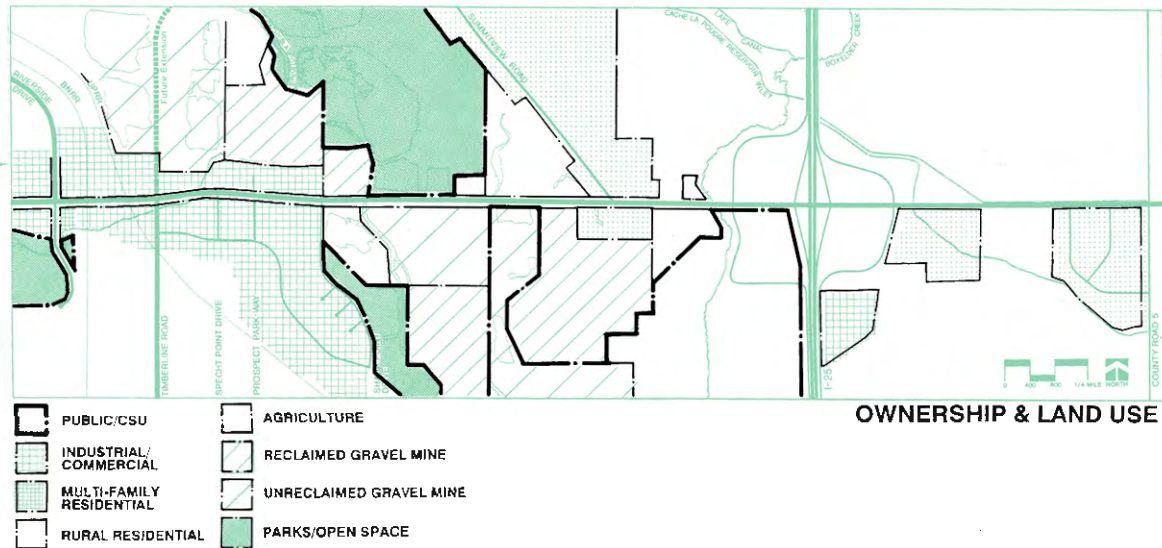 RIVERSIDE
DRIVE
BNRR
UPRR
Future Extension
SUMMITVIEW ROAD
LAKE
CANAL
CACHE LA POUDRE RESERVOIR INLET
BOXELDER CREEK
TIMBERLINE ROAD
SPECHT POINT DRIVE
PROSPECT PARK WAY
I-25
COUNTY ROAD 5
0 400 800 1/4 MILE NORTH
OWNERSHIP & LAND USE
PUBLIC/CSU
INDUSTRIAL/
COMMERCIAL
MULTI-FAMILY
RESIDENTIAL
RURAL RESIDENTIAL
AGRICULTURE
RECLAIMED GRAVEL MINE
UNRECLAIMED GRAVEL MINE
PARKS/OPEN SPACE